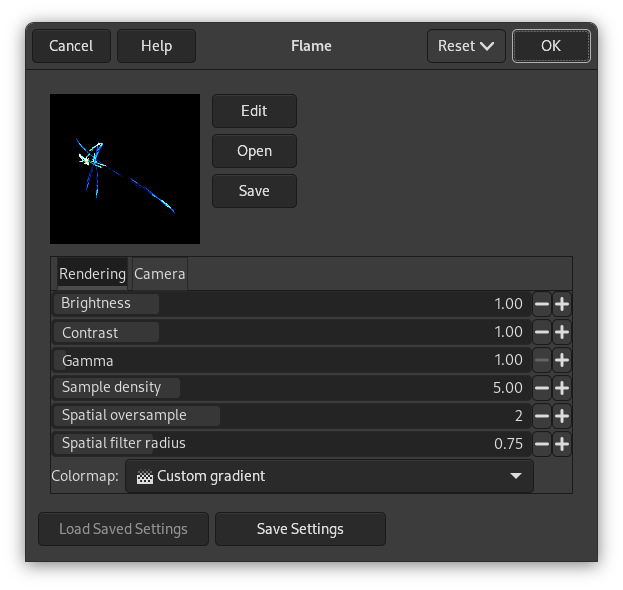 Cancel Help Flame Reset OK
Edit
Open
Save
Rendering Camera
Brightness 1.00
Contrast 1.00
Gamma 1.00
Sample density 5.00
Spatial oversample 2
Spatial filter radius 0.75
Colormap: Custom gradient
Load Saved Settings Save Settings